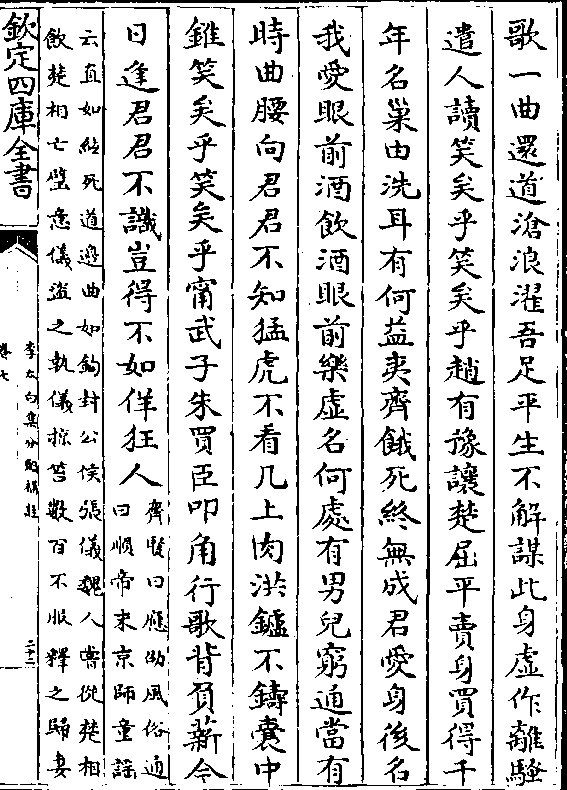 歌一曲還道滄浪濯吾足平生不解謀此身虛作離騷
遣人讀笑矣乎笑矣乎趙有豫讓楚屈平賣身買得千
年名巢由洗耳有何益夷齊餓死終無成君愛身後名
我愛眼前酒飲酒眼前樂虛名何處有男兒窮通當有
時曲腰向君君不知猛虎不看几上肉洪鑪不鑄囊中
錐笑矣乎笑矣乎甯武子朱買臣叩角行歌背負薪今
日逢君君不識豈得不如佯狂人
齊賢曰應劭風俗通
曰順帝末京師童謡
云直如絃死道邊曲如鈎封公侯張儀魏人嘗從楚相
飲楚相亡璧意儀盗之執儀掠笞數百不服釋之歸妻
欽定四庫全書
李太白集分類補註
卷七
二十二